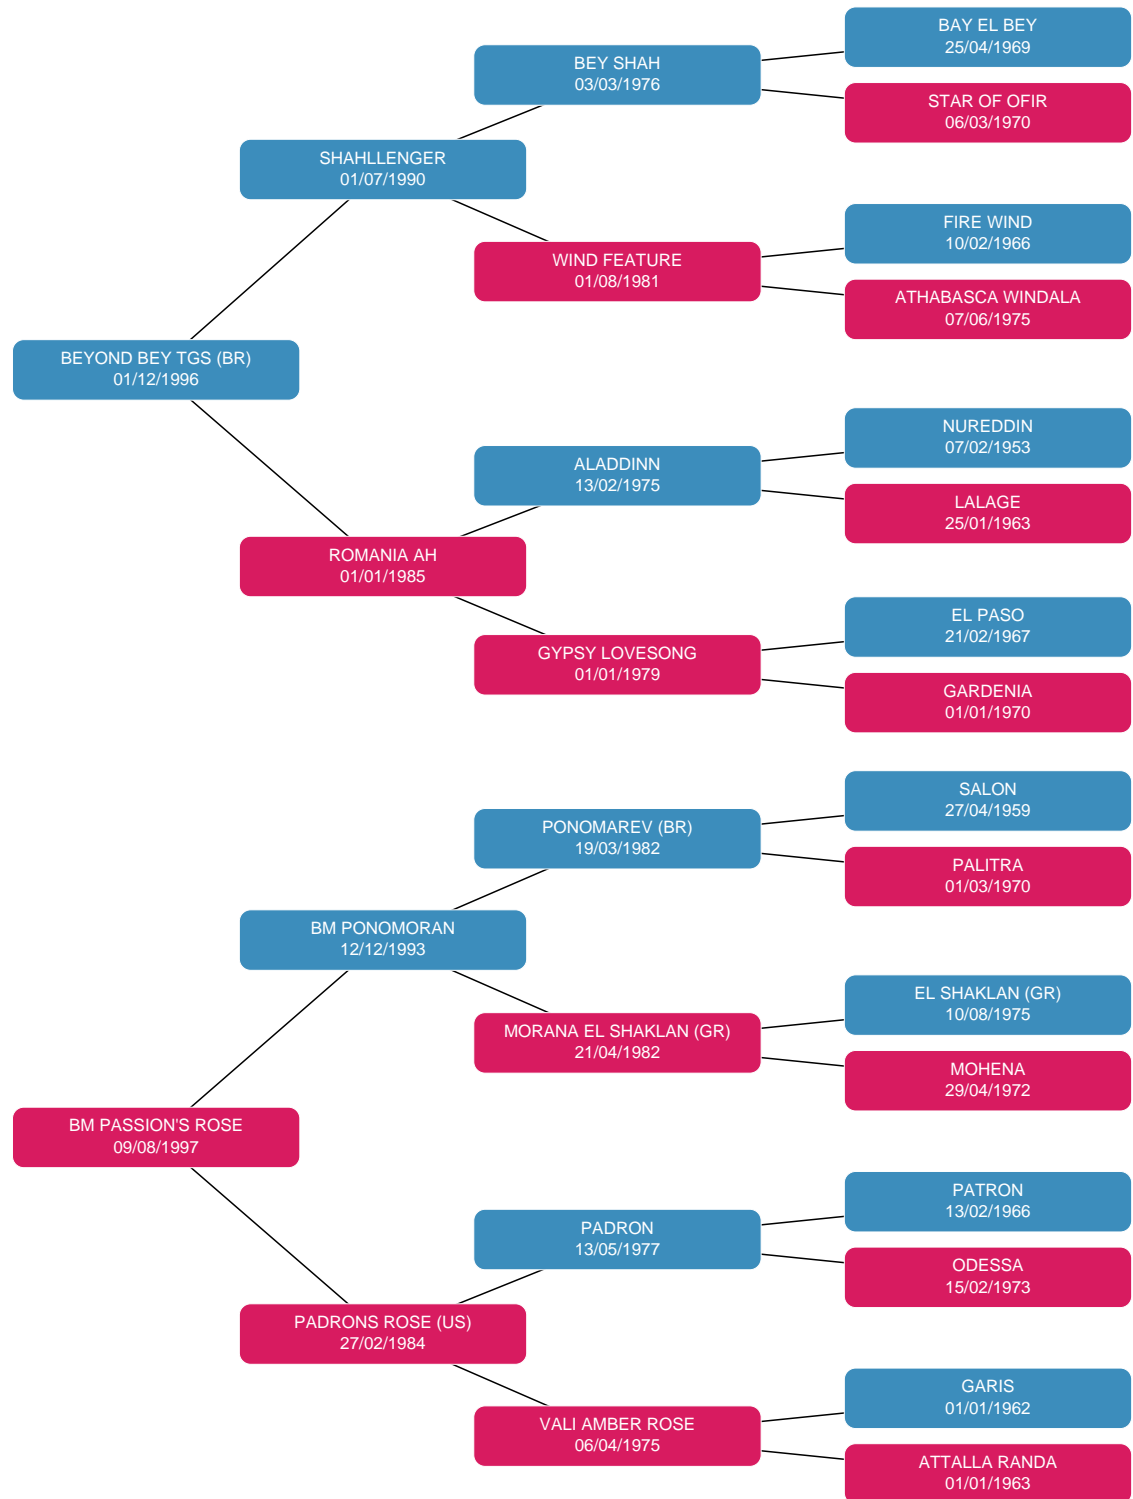 BAY EL BEY
25/04/1969
BEY SHAH
03/03/1976
STAR OF OFIR
06/03/1970
SHAHLLENGER
01/07/1990
FIRE WIND
10/02/1966
WIND FEATURE
01/08/1981
ATHABASCA WINDALA
07/06/1975
BEYOND BEY TGS (BR)
01/12/1996
NUREDDIN
07/02/1953
ALADDINN
13/02/1975
LALAGE
25/01/1963
ROMANIA AH
01/01/1985
EL PASO
21/02/1967
GYPSY LOVESONG
01/01/1979
GARDENIA
01/01/1970
SALON
27/04/1959
PONOMAREV (BR)
19/03/1982
PALITRA
01/03/1970
BM PONOMORAN
12/12/1993
EL SHAKLAN (GR)
10/08/1975
MORANA EL SHAKLAN (GR)
21/04/1982
MOHENA
29/04/1972
BM PASSION'S ROSE
09/08/1997
PATRON
13/02/1966
PADRON
13/05/1977
ODESSA
15/02/1973
PADRONS ROSE (US)
27/02/1984
GARIS
01/01/1962
VALI AMBER ROSE
06/04/1975
ATTALLA RANDA
01/01/1963